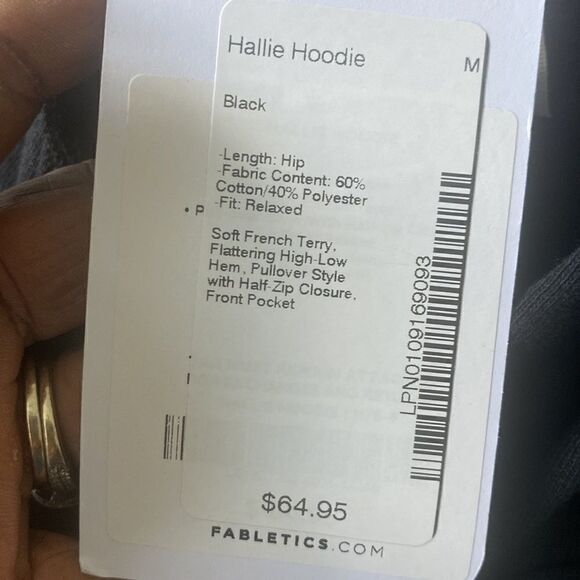 Hallie Hoodie M
Black
-Length: Hip
-Fabric Content: 60%
Cotton/40% Polyester
-Fit: Relaxed
• P
Soft French Terry,
Flattering High-Low
Hem, Pullover Style
with Half-Zip Closure,
Front Pocket
LPN0109169093
$64.95
FABLETICS.COM